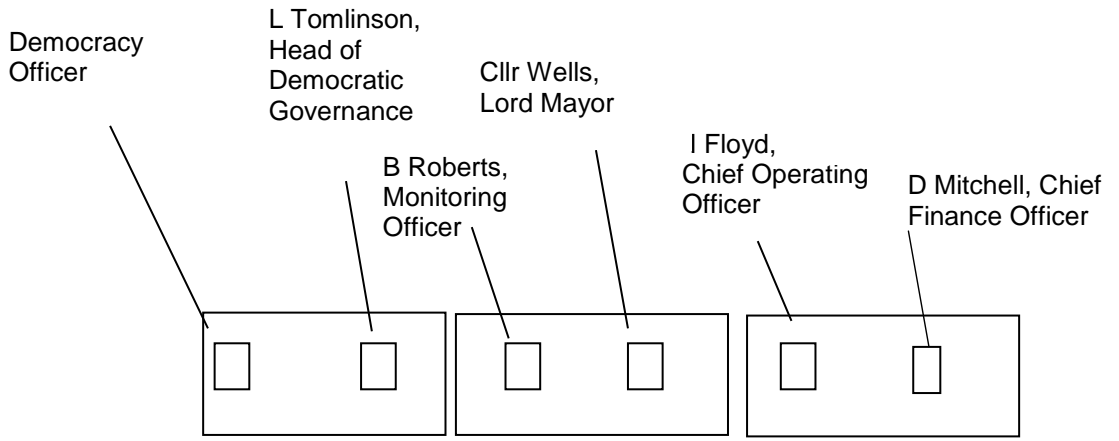 Democracy
Officer
L Tomlinson,
Head of
Democratic
Governance
B Roberts,
Monitoring
Officer
Cllr Wells,
Lord Mayor
I Floyd,
Chief Operating
Officer
D Mitchell, Chief
Finance Officer